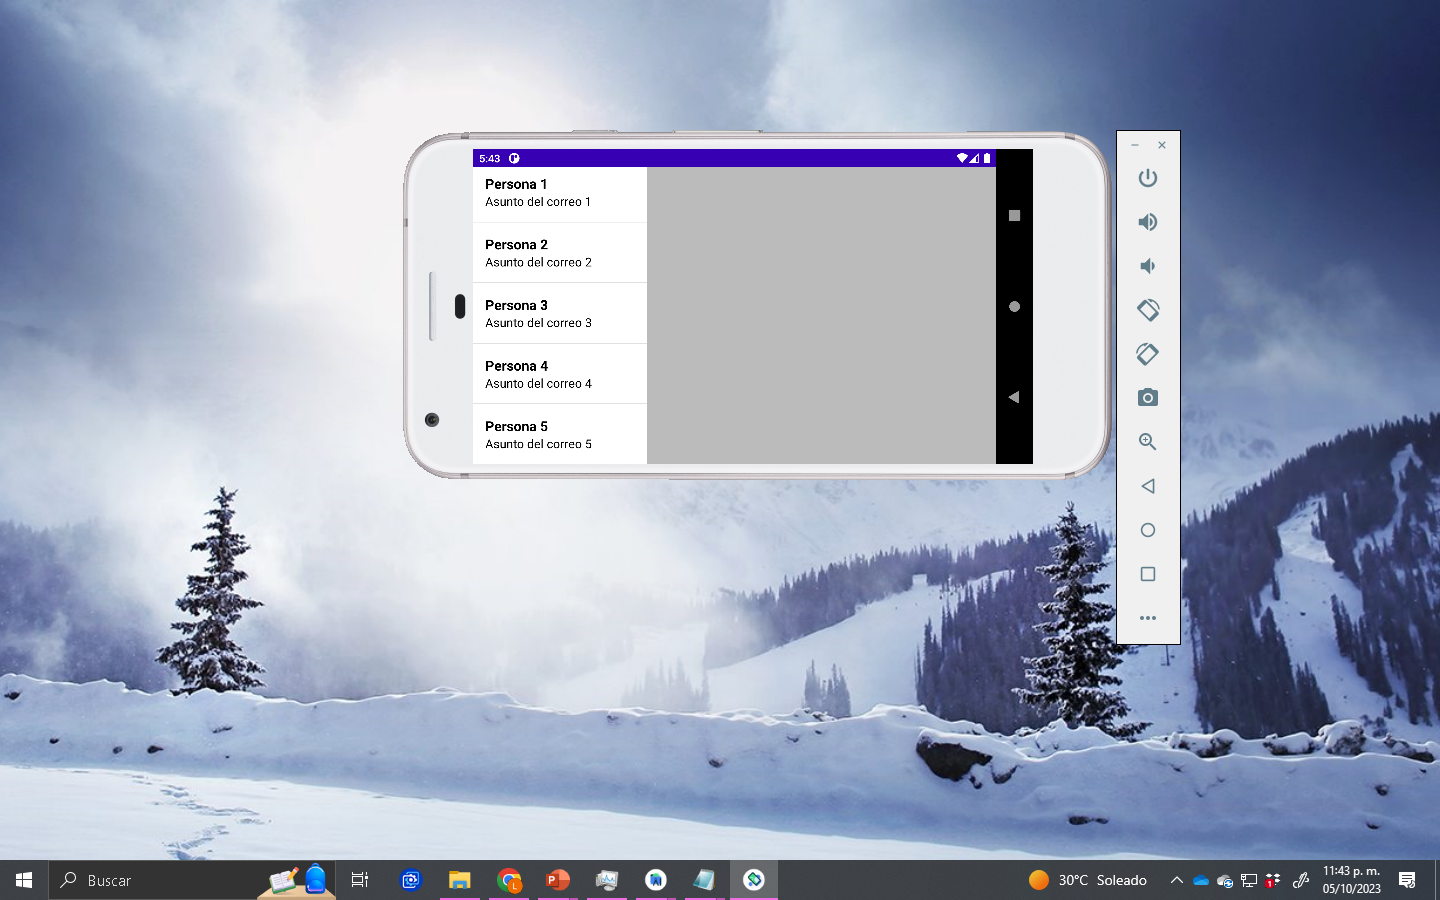 5:43
Persona 1
Asunto del correo 1
Persona 2
Asunto del correo 2
Persona 3
Asunto del correo 3
Persona 4
Asunto del correo 4
Persona 5
Asunto del correo 5
Buscar
30°C Soleado
11:43 p. m.
05/10/2023